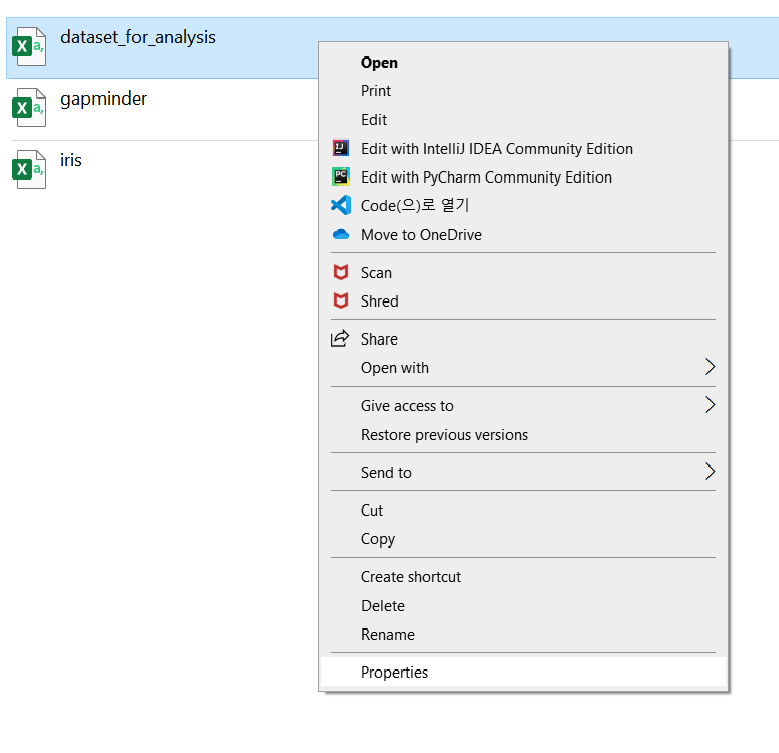 dataset_for_analysis
gapminder
iris
Open
Print
Edit
Edit with IntelliJ IDEA Community Edition
Edit with PyCharm Community Edition
Code(으)로 열기
Move to OneDrive
Scan
Shred
Share
Open with
Give access to
Restore previous versions
Send to
Cut
Copy
Create shortcut
Delete
Rename
Properties